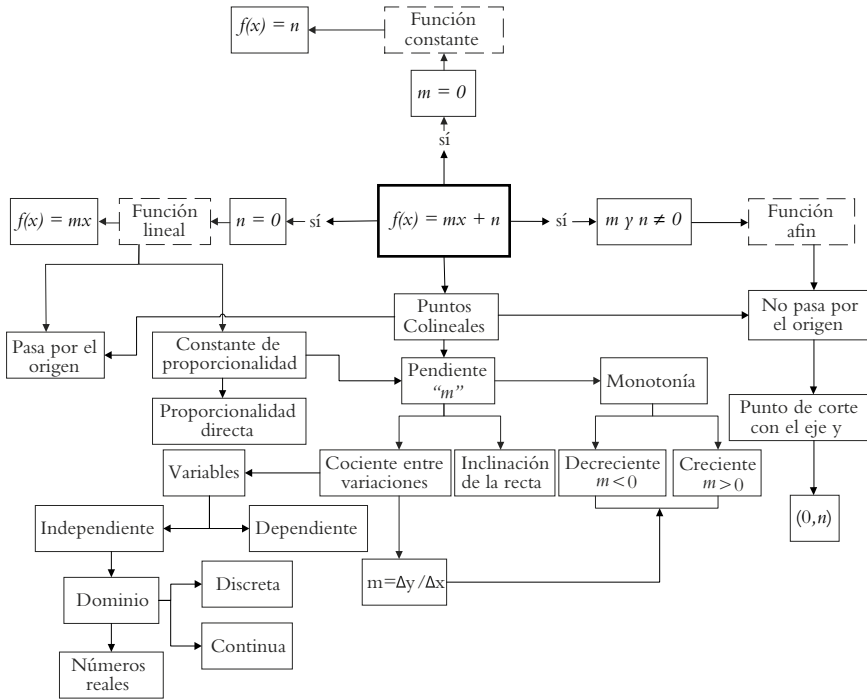 f(x) = n
Función
constante
m = 0
sí
f(x) = mx
Función
lineal
n = 0
sí
f(x) = mx + n
sí
m y n ≠ 0
Función
afin
Puntos
Colineales
No pasa por
el origen
Pasa por el
origen
Constante de
proporcionalidad
Pendiente
“m”
Monotonía
Proporcionalidad
directa
Punto de corte
con el eje y
Variables
Cociente entre
variaciones
Inclinación
de la recta
Decreciente
m<0
Creciente
m>0
Independiente
Dependiente
(0,n)
Dominio
Discreta
m=Δy/Δx
Continua
Números
reales